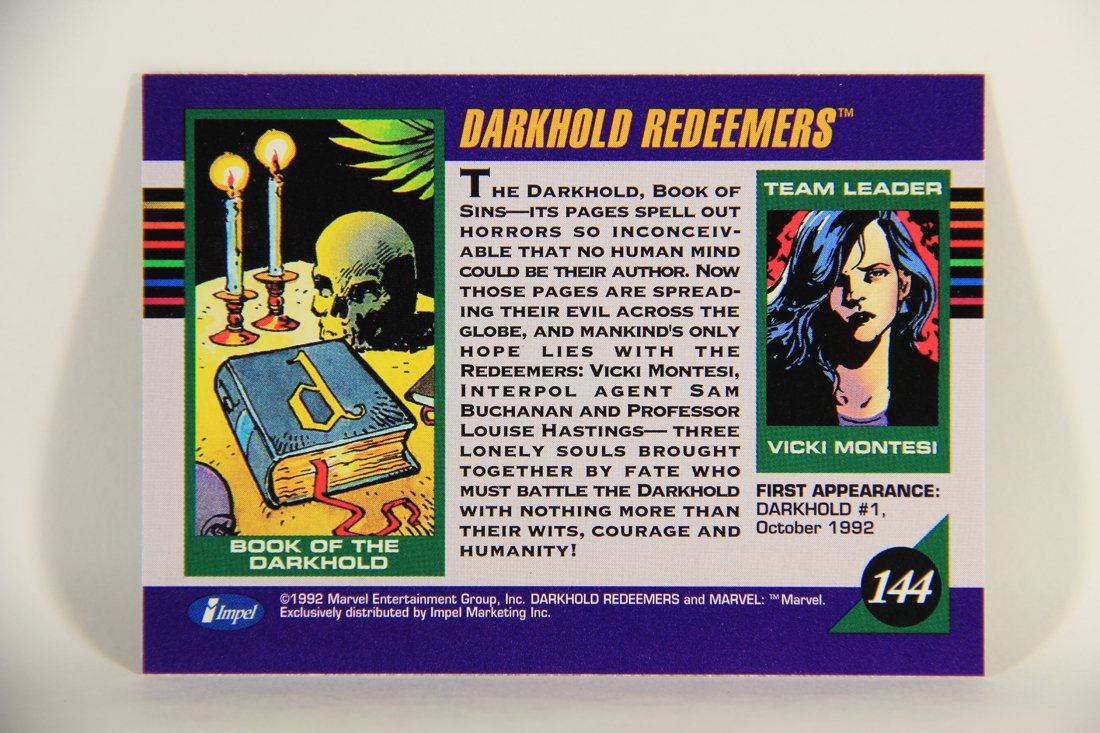 DARKHOLD REDEEMERS™
THE DARKHOLD, BOOK OF
SINS—ITS PAGES SPELL OUT
HORRORS SO INCONCEIV-
ABLE THAT NO HUMAN MIND
COULD BE THEIR AUTHOR. NOW
THOSE PAGES ARE SPREAD-
ING THEIR EVIL ACROSS THE
GLOBE, AND MANKIND'S ONLY
HOPE LIES WITH THE
REDEEMERS: VICKI MONTESI,
INTERPOL AGENT SAM
BUCHANAN AND PROFESSOR
LOUISE HASTINGS— THREE
LONELY SOULS BROUGHT
TOGETHER BY FATE WHO
MUST BATTLE THE DARKHOLD
WITH NOTHING MORE THAN
THEIR WITS, COURAGE AND
HUMANITY!
d
BOOK OF THE
DARKHOLD
TEAM LEADER
VICKI MONTESI
FIRST APPEARANCE:
DARKHOLD #1,
October 1992
144
Impel
©1992 Marvel Entertainment Group, Inc. DARKHOLD REDEEMERS and MARVEL: ™Marvel.
Exclusively distributed by Impel Marketing Inc.